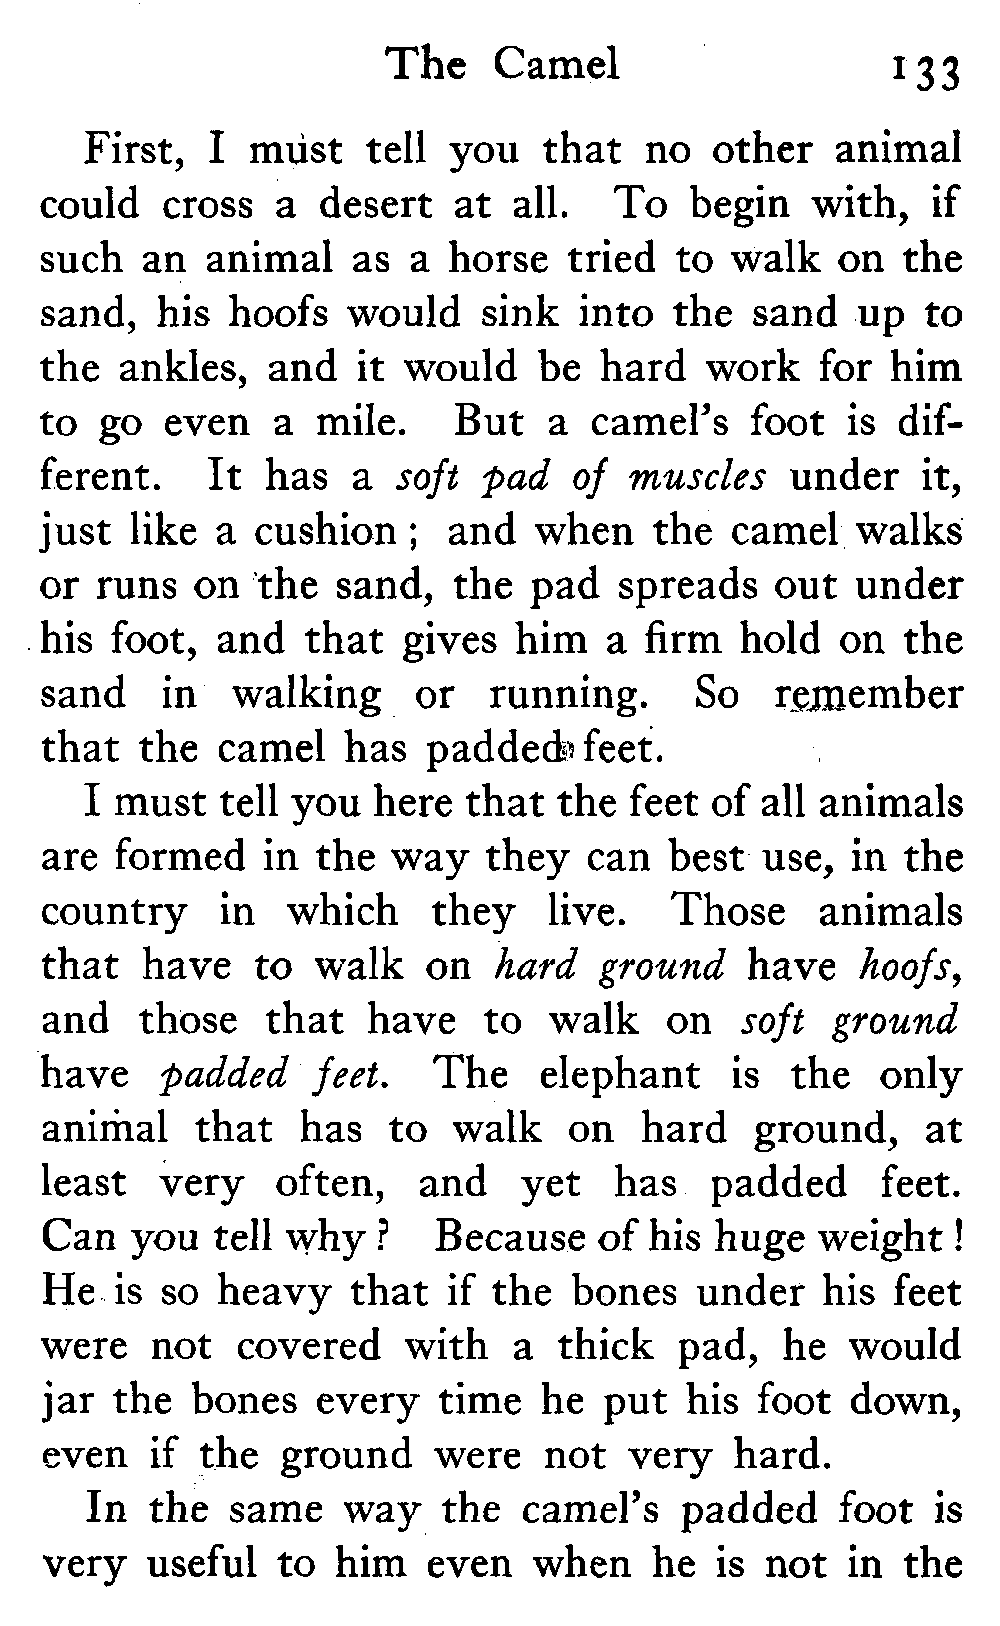 The Camel 133
First, I must tell you that no other animal
could cross a desert at all. To begin with, if
such an animal as a horse tried to walk on the
sand, his hoofs would sink into the sand up to
the ankles, and it would be hard work for him
to go even a mile. But a camel's foot is dif-
ferent. It has a soft pad of muscles under it,
just like a cushion; and when the camel walks
or runs on the sand, the pad spreads out under
his foot, and that gives him a firm hold on the
sand in walking or running. So remember
that the camel has padded feet.
I must tell you here that the feet of all animals
are formed in the way they can best use, in the
country in which they live. Those animals
that have to walk on hard ground have hoofs,
and those that have to walk on soft ground
have padded feet. The elephant is the only
animal that has to walk on hard ground, at
least very often, and yet has padded feet.
Can you tell why? Because of his huge weight!
He is so heavy that if the bones under his feet
were not covered with a thick pad, he would
jar the bones every time he put his foot down,
even if the ground were not very hard.
In the same way the camel's padded foot is
very useful to him even when he is not in the